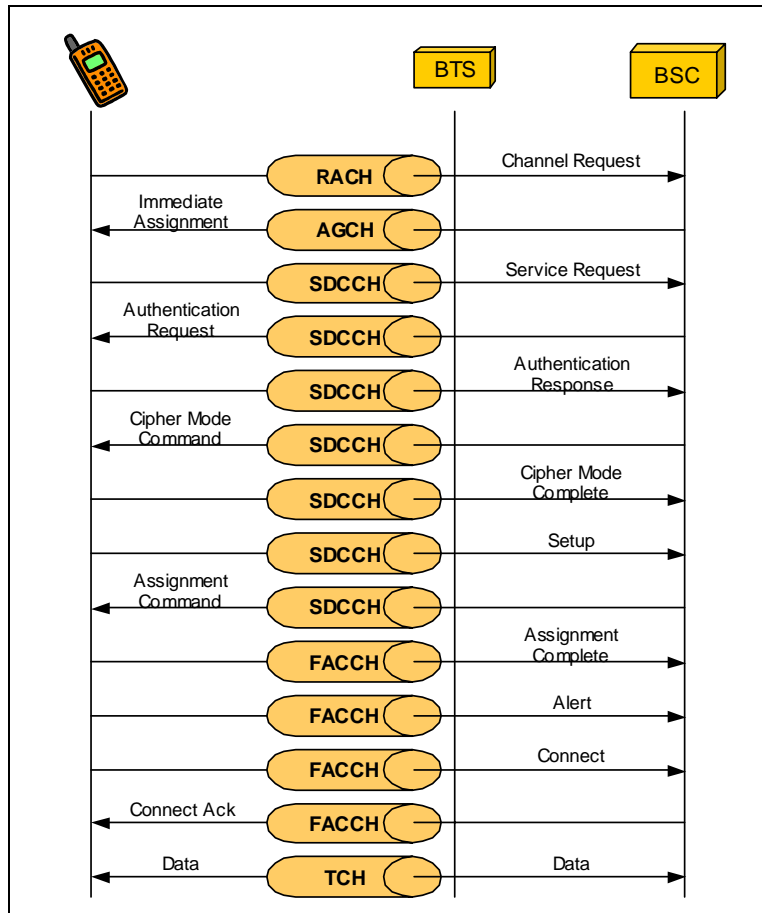 BTS
BSC
RACH
Channel Request
Immediate
Assignment
AGCH
SDCCH
Service Request
Authentication
Request
SDCCH
SDCCH
Authentication
Response
Cipher Mode
Command
SDCCH
SDCCH
Cipher Mode
Complete
SDCCH
Setup
Assignment
Command
SDCCH
FACCH
Assignment
Complete
FACCH
Alert
FACCH
Connect
Connect Ack
FACCH
Data
TCH
Data